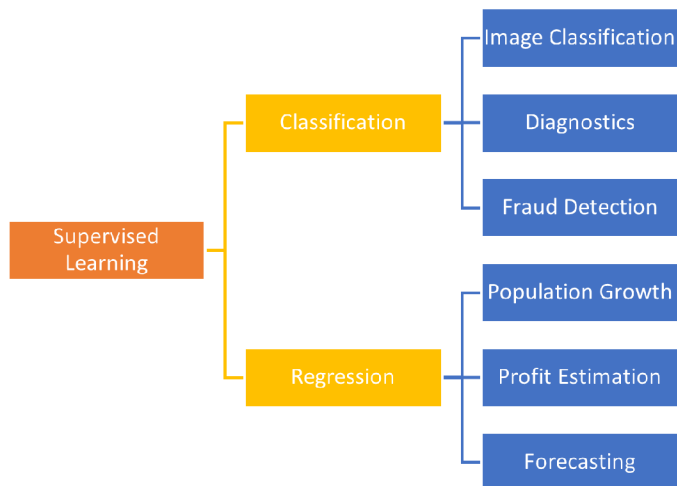 Image Classification
Classification
Diagnostics
Fraud Detection
Supervised
Learning
Population Growth
Regression
Profit Estimation
Forecasting